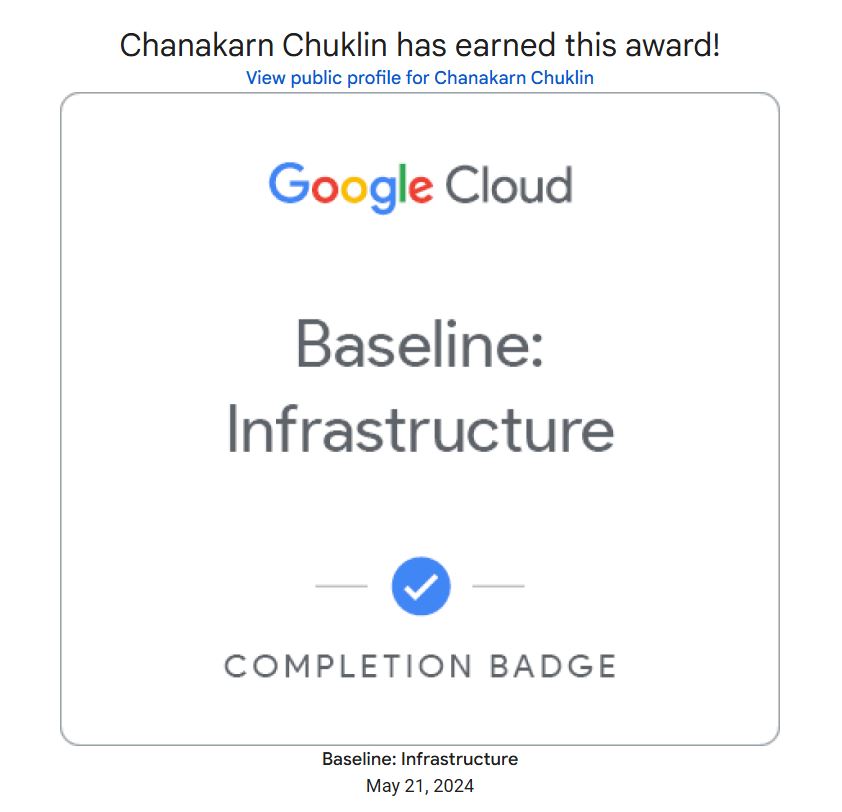 Chanakarn Chuklin has earned this award!
View public profile for Chanakarn Chuklin
Google Cloud
Baseline:
Infrastructure
COMPLETION BADGE
Baseline: Infrastructure
May 21, 2024